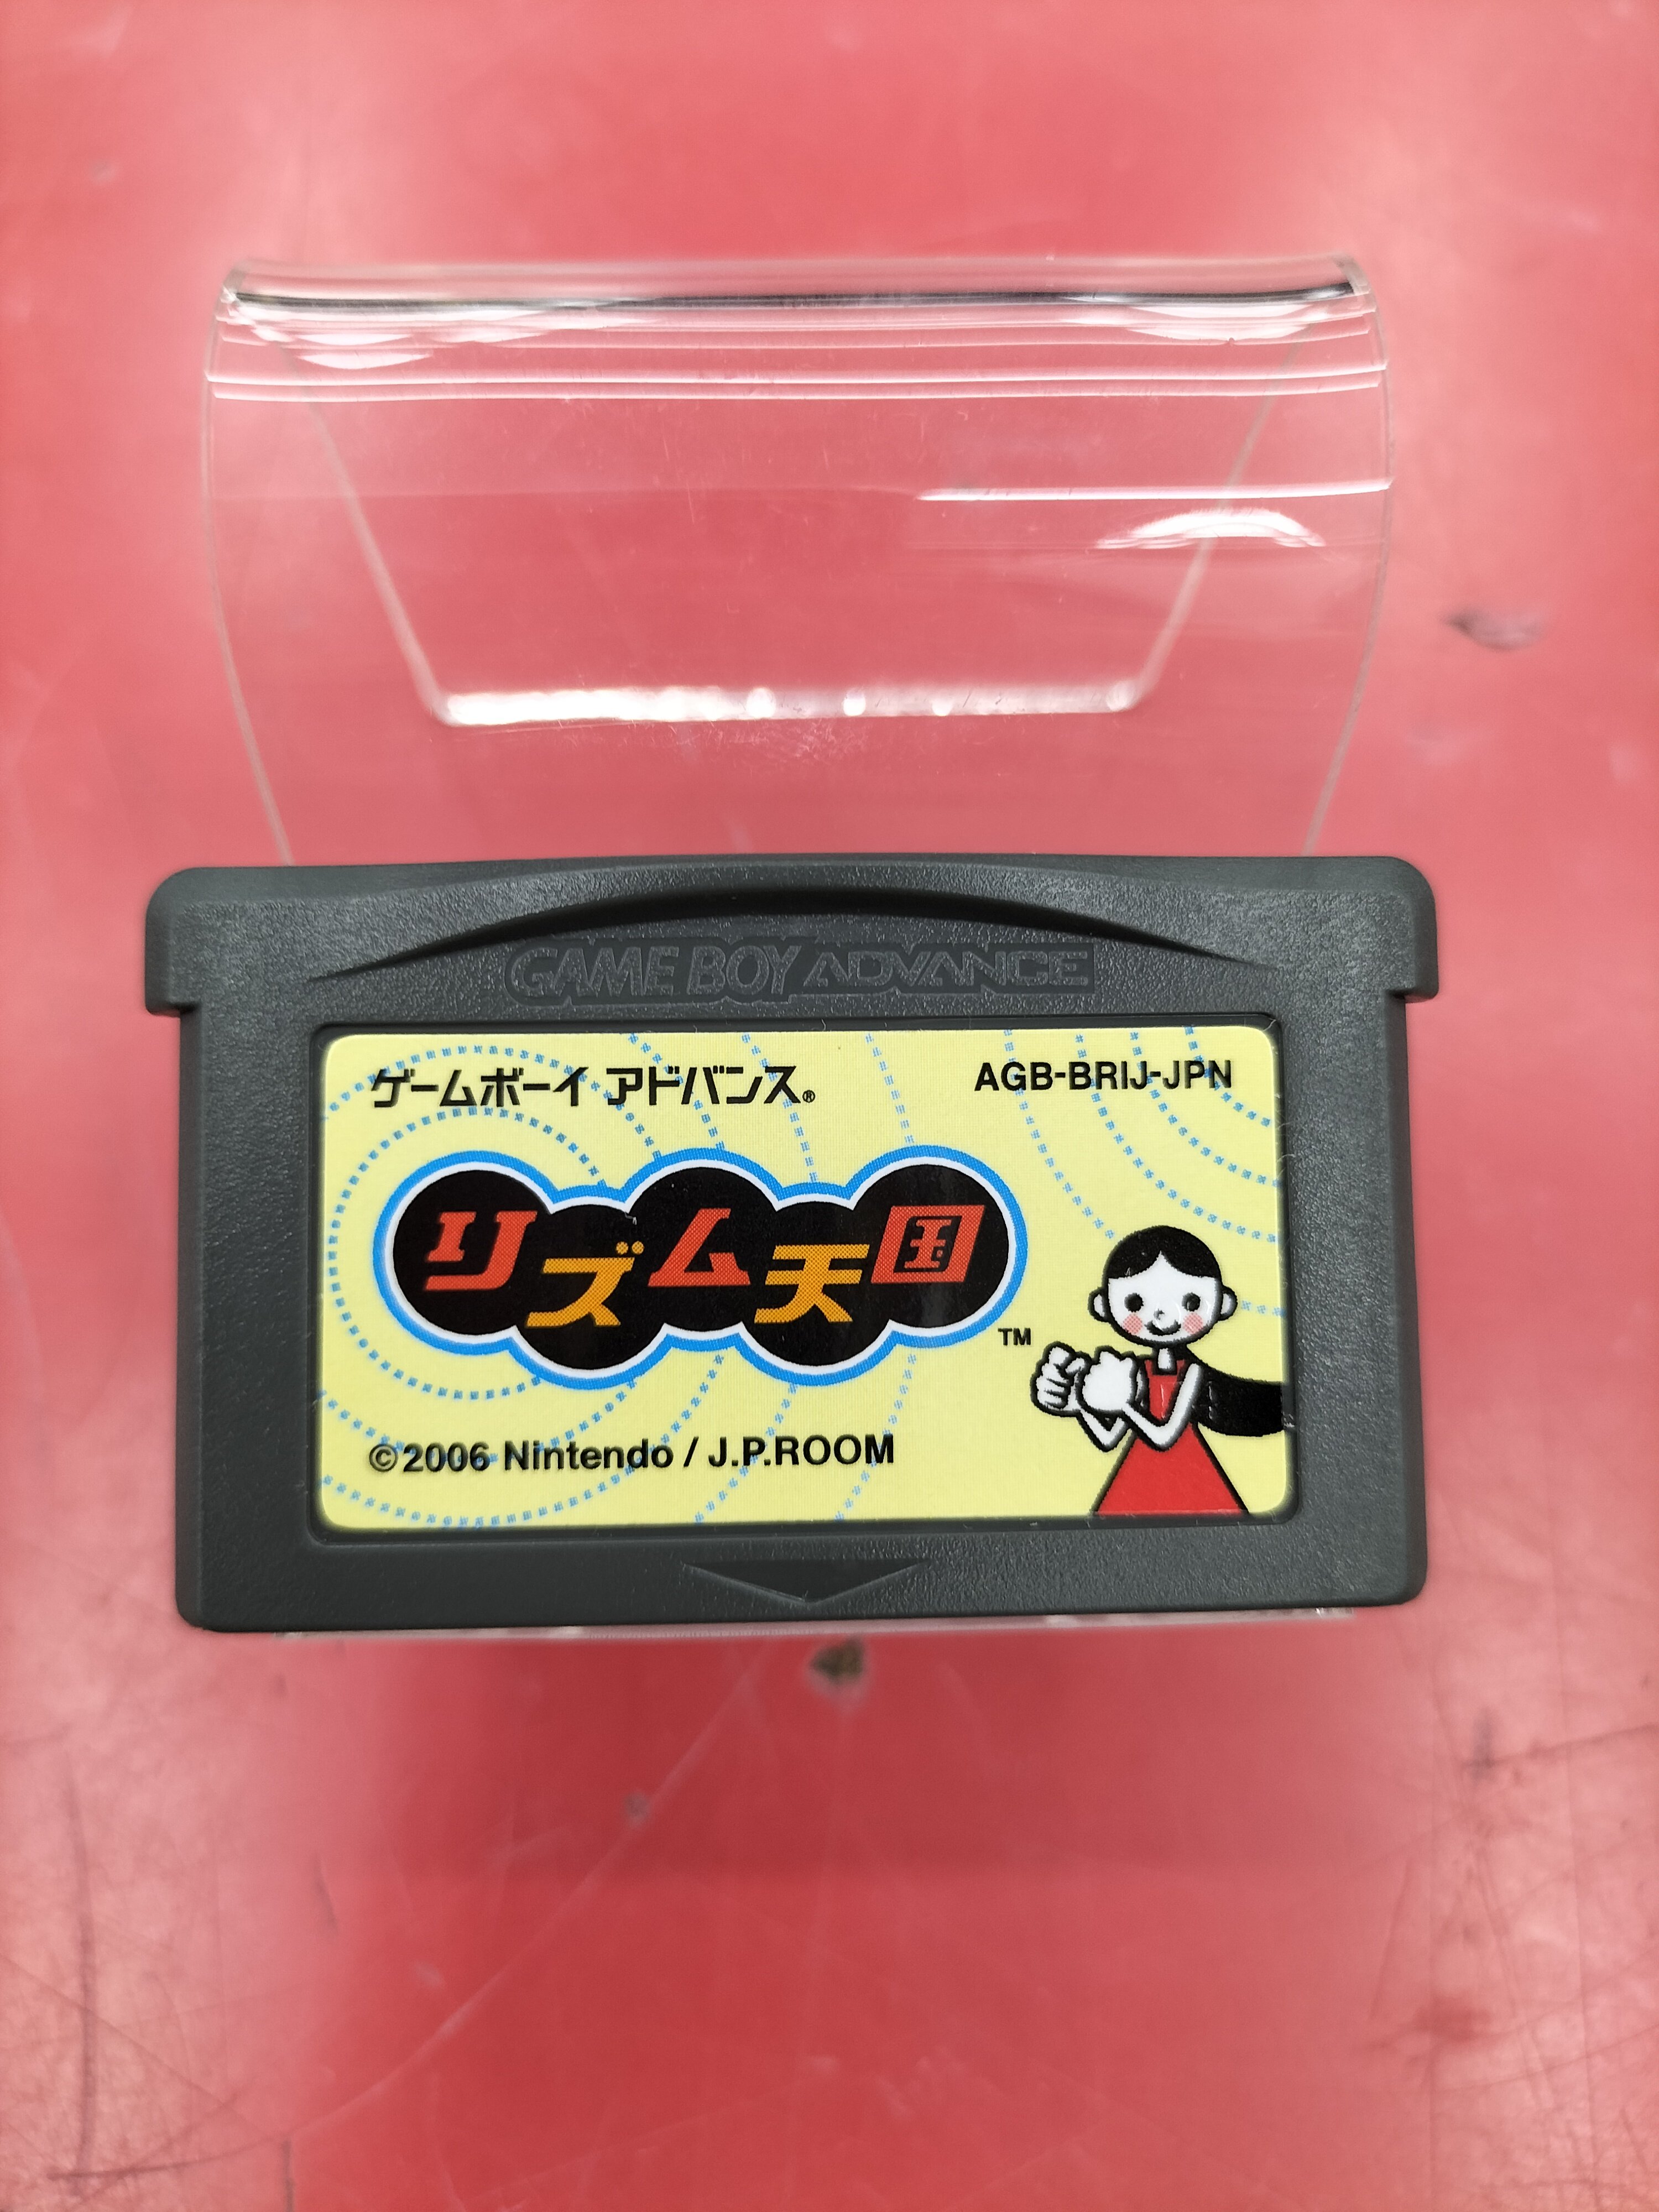 GAME BOY ADVANCE
ゲームボーイ アドバンス®
AGB-BRIJ-JPN
リズム天国
TM
©2006 Nintendo / J.P.ROOM